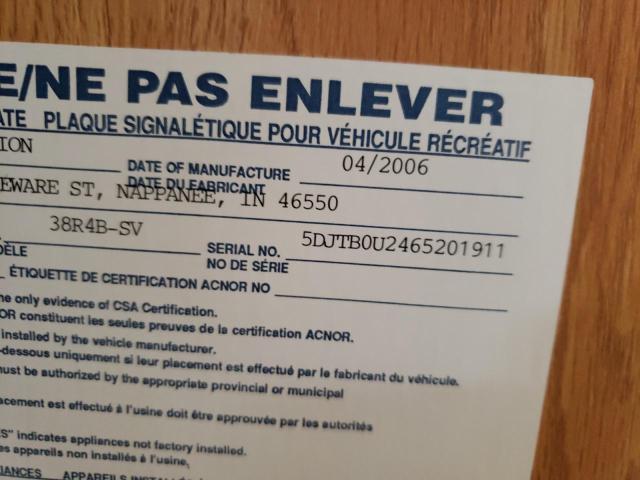 E/NE PAS ENLEVER
ATE PLAQUE SIGNALÉTIQUE POUR VÉHICULE RÉCRÉATIF
ION
DATE OF MANUFACTURE 04/2006
DATE DU FABRICANT
EWARE ST, NAPPANEE, IN 46550
38R4B-SV
DÈLE SERIAL NO. 5DJTB0U2465201911
NO DE SÉRIE
ÉTIQUETTE DE CERTIFICATION ACNOR NO
he only evidence of CSA Certification.
OR constituent les seules preuves de la certification ACNOR.
installed by the vehicle manufacturer.
-dessous uniquement si leur placement est effectué par le fabricant du véhicule.
must be authorized by the appropriate provincial or municipal
acement est effectué à l'usine doit être approuvée par les autorités
S" indicates appliances not factory installed.
es appareils non installés à l'usine.
IANCES APPAREILS